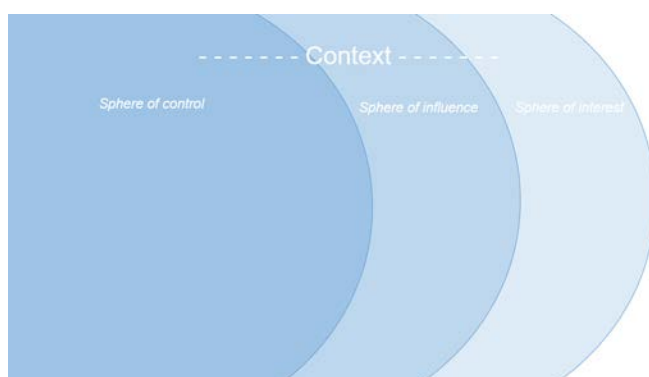 Context
Sphere of control
Sphere of influence
Sphere of interest